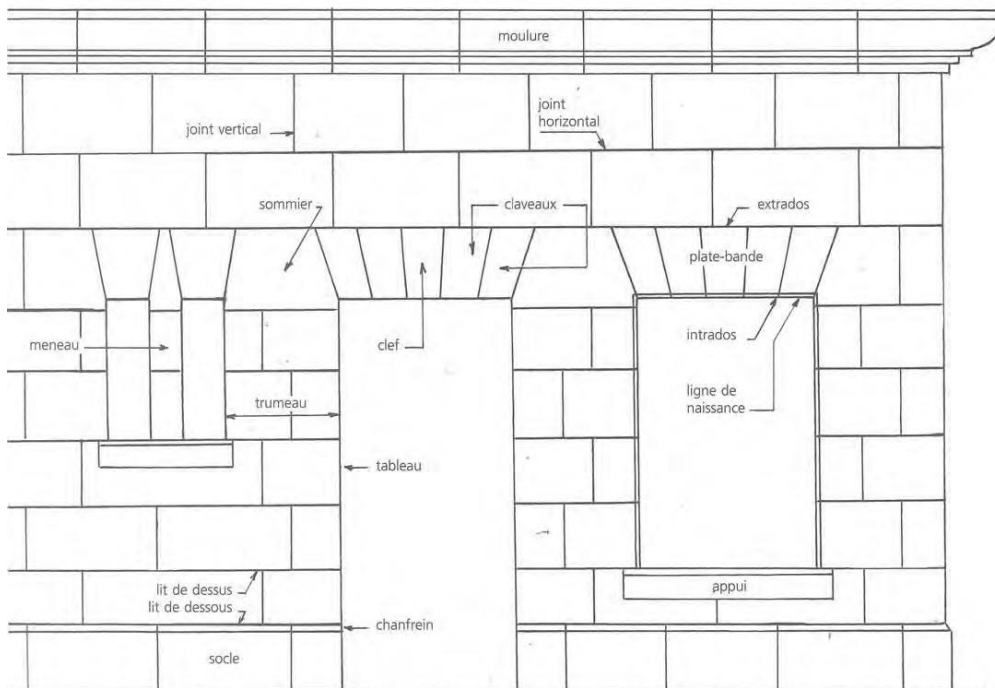 moulure
joint
horizontal
joint vertical
sommier
claveaux
extrados
plate-bande
meneau
clef
intrados
trumeau
ligne de
naissance
tableau
lit de dessus
lit de dessous
appui
chanfrein
socle